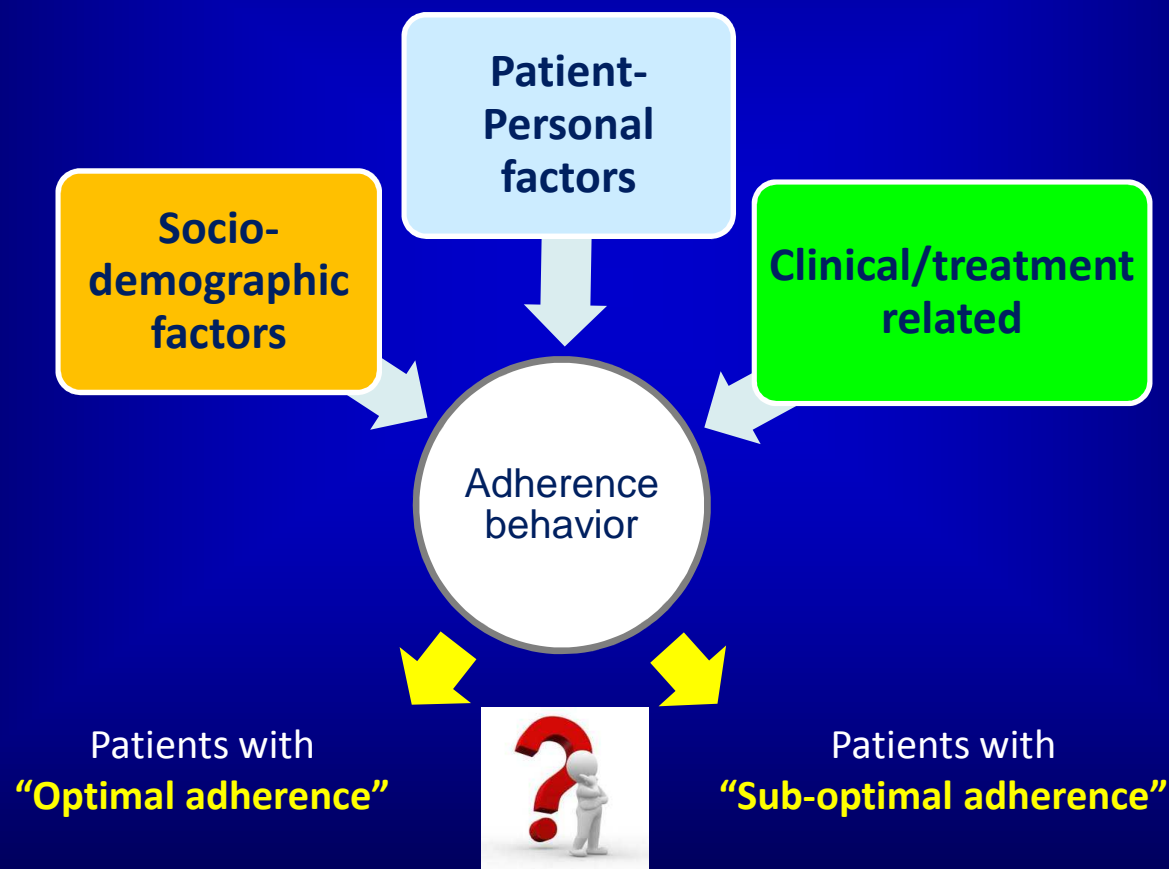 Patient-
Personal
factors
Socio-
demographic
factors
Clinical/treatment
related
Adherence
behavior
Patients with
“Optimal adherence”
Patients with
“Sub-optimal adherence”